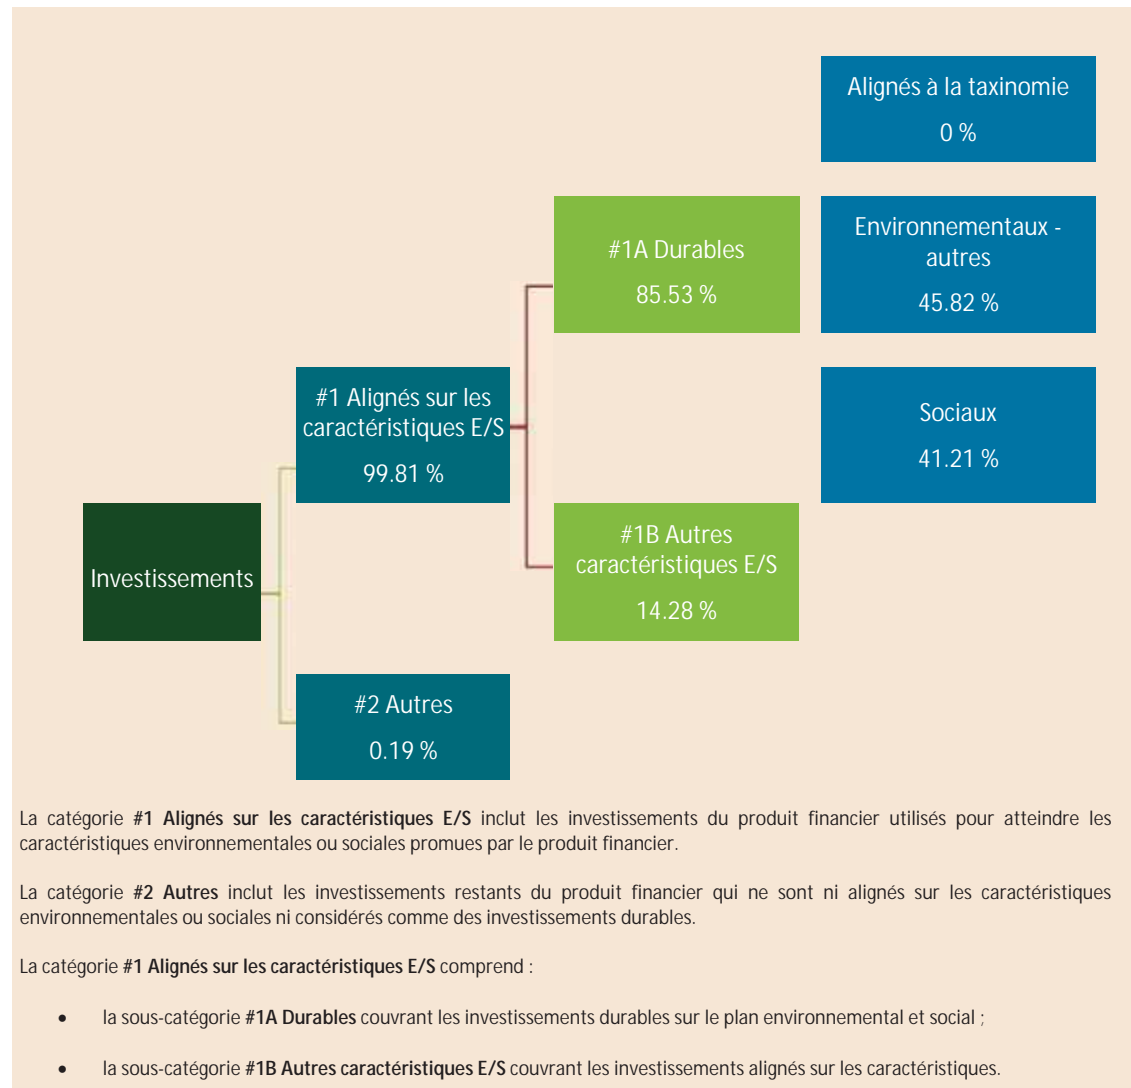 Alignés à la taxinomie
0 %
#1A Durables
85.53 %
Environnementaux -
autres
45.82 %
#1 Alignés sur les
caractéristiques E/S
99.81 %
Sociaux
41.21 %
Investissements
#1B Autres
caractéristiques E/S
14.28 %
#2 Autres
0.19 %
La catégorie #1 Alignés sur les caractéristiques E/S inclut les investissements du produit financier utilisés pour atteindre les
caractéristiques environnementales ou sociales promues par le produit financier.
La catégorie #2 Autres inclut les investissements restants du produit financier qui ne sont ni alignés sur les caractéristiques
environnementales ou sociales ni considérés comme des investissements durables.
La catégorie #1 Alignés sur les caractéristiques E/S comprend :
• la sous-catégorie #1A Durables couvrant les investissements durables sur le plan environnemental et social ;
• la sous-catégorie #1B Autres caractéristiques E/S couvrant les investissements alignés sur les caractéristiques.